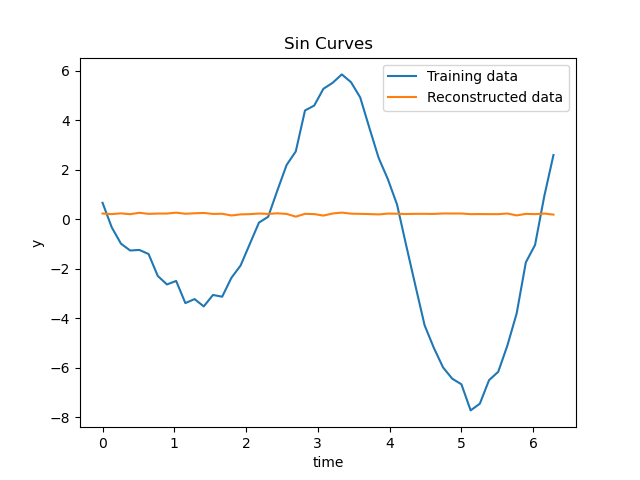 Sin Curves
Training data
Reconstructed data
6
4
2
0
−2
−4
−6
−8
y
0 1 2 3 4 5 6
time